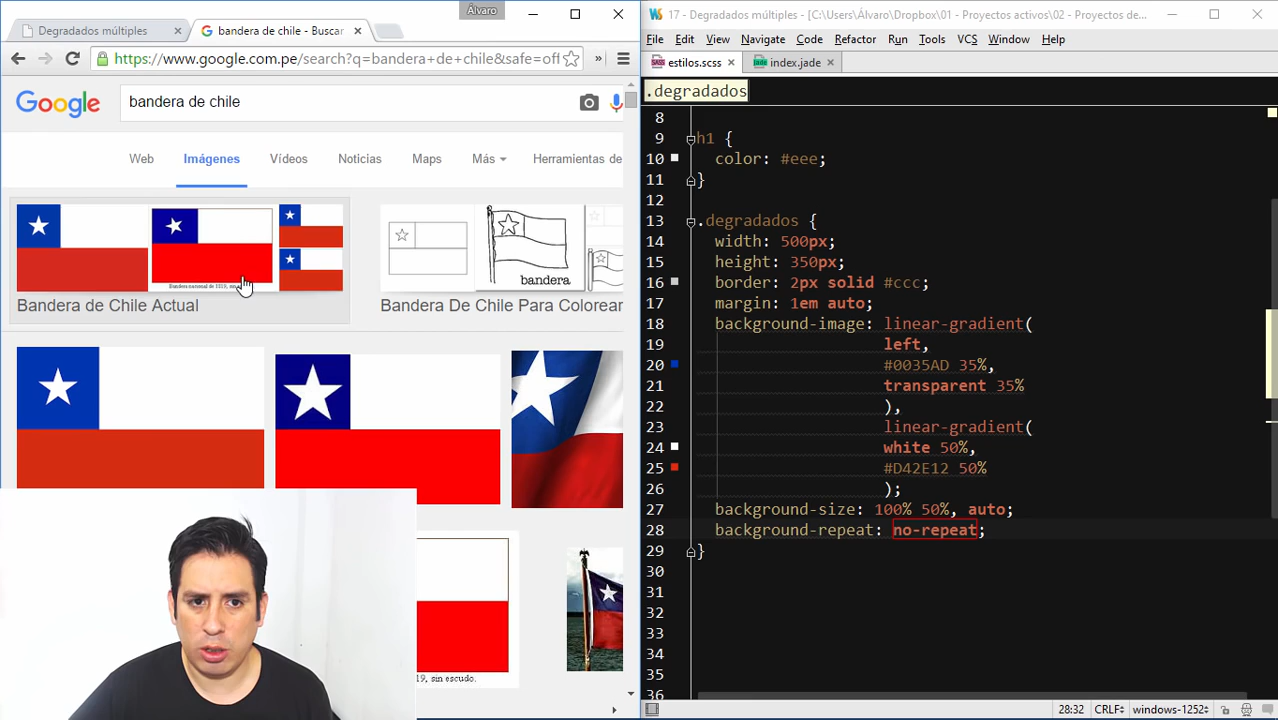 Álvaro
Degradados múltiples
bandera de chile - Buscar
https://www.google.com.pe/search?q=bandera+de+chile&safe=off
Google
bandera de chile
Web
Imágenes
Vídeos
Noticias
Maps
Más
Herramientas de
Bandera de Chile Actual
bandera
Bandera De Chile Para Colorear
19, sin escudo.
17 - Degradados múltiples - [C:\Users\Álvaro\Dropbox\01 - Proyectos activos\02 - Proyectos de...
File Edit View Navigate Code Refactor Run Tools VCS Window Help
estilos.scss
index.jade
.degradados
8
9 h1 {
10 color: #eee;
11 }
12
13 .degradados {
14 width: 500px;
15 height: 350px;
16 border: 2px solid #ccc;
17 margin: 1em auto;
18 background-image: linear-gradient(
19 left,
20 #0035AD 35%,
21 transparent 35%
22 ),
23 linear-gradient(
24 white 50%,
25 #D42E12 50%
26 );
27 background-size: 100% 50%, auto;
28 background-repeat: no-repeat;
29 }
30
31
32
33
34
35
36
28:32 CRLF÷ windows-1252÷